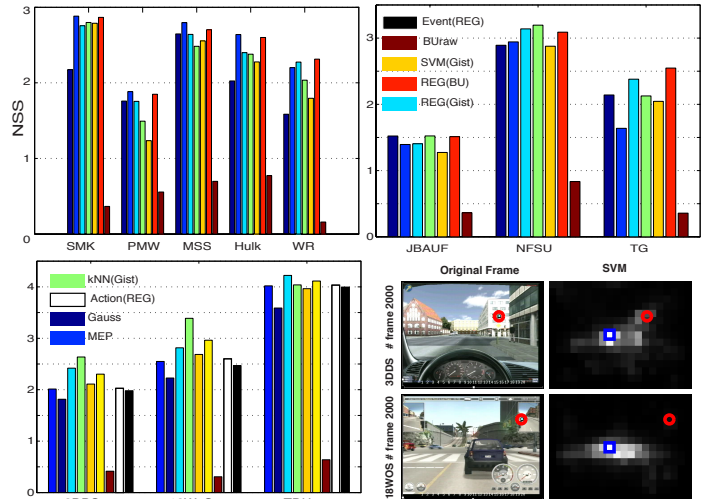 3
2
1
0
NSS
SMK
PMW
MSS
Hulk
WR
3
2
1
0
Event(REG)
BUraw
SVM(Gist)
REG(BU)
REG(Gist)
JBAUF
NFSU
TG
4
3
2
1
0
kNN(Gist)
Action(REG)
Gauss
MEP
Original Frame
SVM
3DDS # frame 2000
18WOS # frame 2000